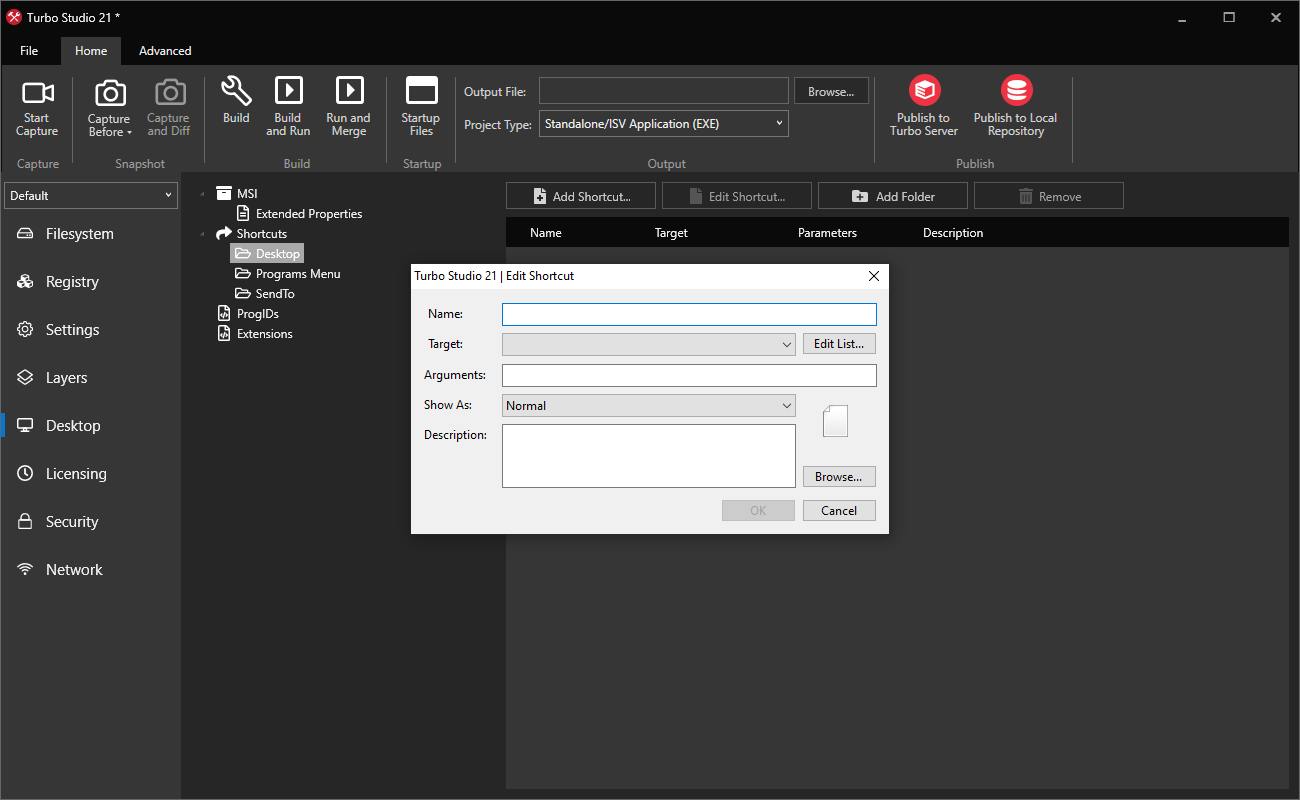 Turbo Studio 21 *
File
Home
Advanced
Start
Capture
Capture
Capture
Before
Capture
and Diff
Snapshot
Build
Build
and Run
Run and
Merge
Build
Startup
Files
Startup
Output File:
Browse...
Project Type:
Standalone/ISV Application (EXE)
Output
Publish to
Turbo Server
Publish to Local
Repository
Publish
Default
Filesystem
Registry
Settings
Layers
Desktop
Licensing
Security
Network
MSI
Extended Properties
Shortcuts
Desktop
Programs Menu
SendTo
ProgIDs
Extensions
Add Shortcut...
Edit Shortcut...
Add Folder
Remove
Name
Target
Parameters
Description
Turbo Studio 21 | Edit Shortcut
Name:
Target:
Edit List...
Arguments:
Show As:
Normal
Description:
Browse...
OK
Cancel